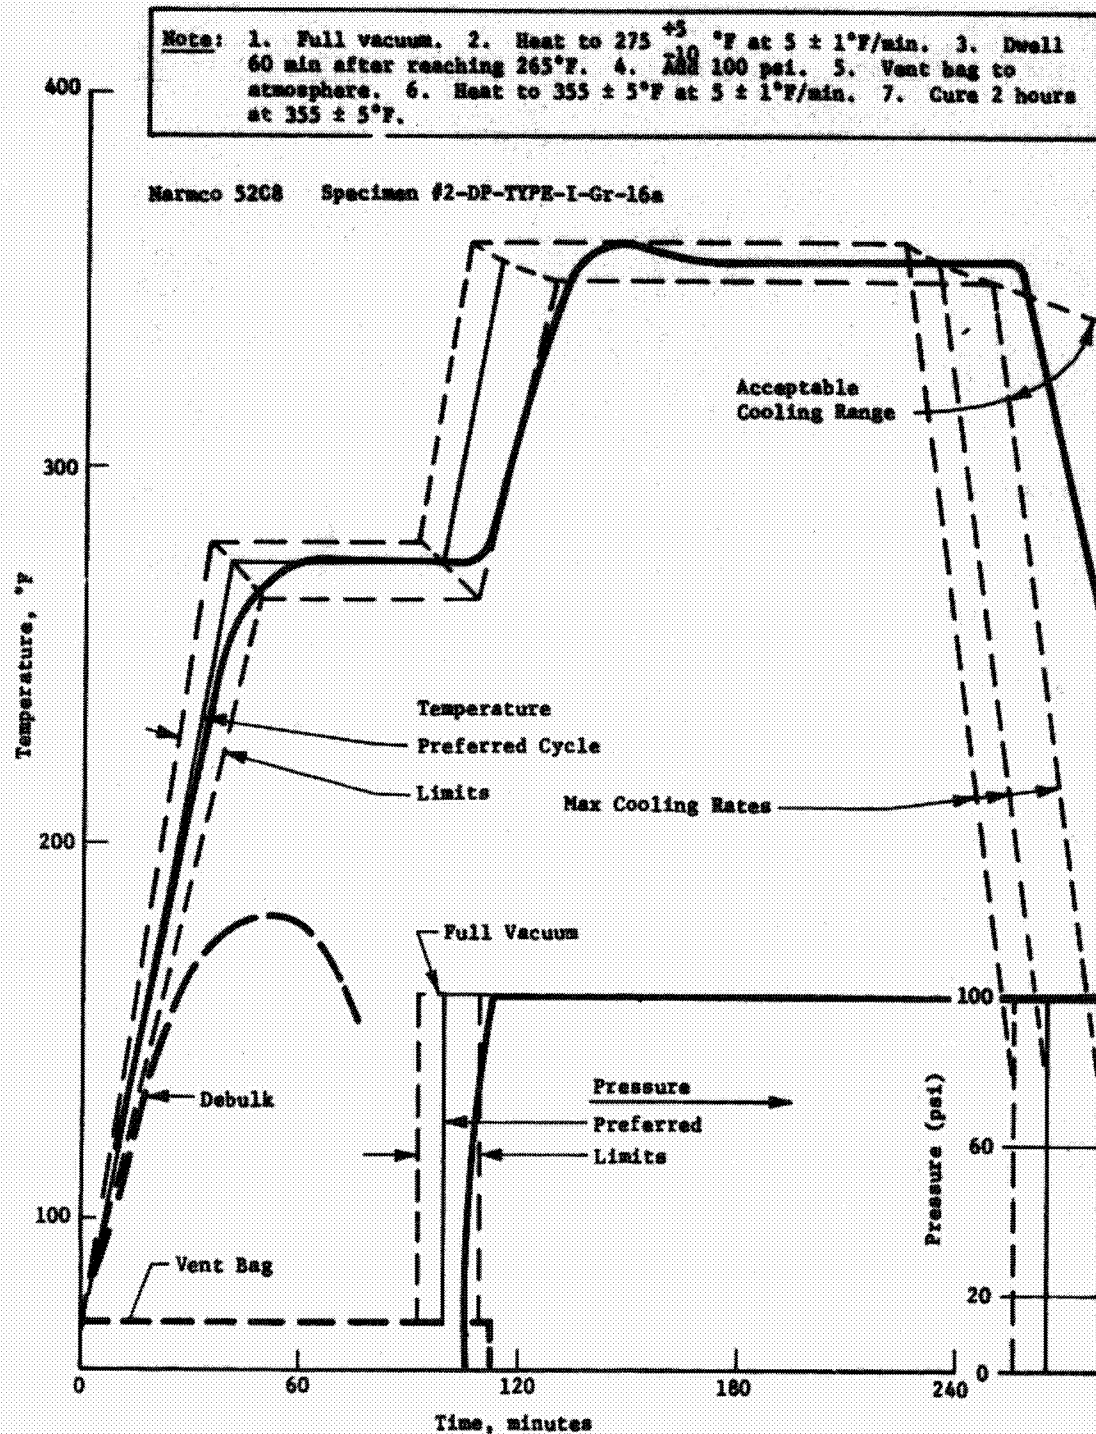 Note: 1. Full vacuum. 2. Heat to 275 +5 -10 °F at 5 ± 1°F/min. 3. Dwell
60 min after reaching 265°F. 4. Add 100 psi. 5. Vent bag to
atmosphere. 6. Heat to 355 ± 5°F at 5 ± 1°F/min. 7. Cure 2 hours
at 355 ± 5°F.
400
Narmco 5208 Specimen #2-DP-TYPE-I-Gr-16a
Acceptable
Cooling Range
300
Temperature, °F
Temperature
Preferred Cycle
Limits
Max Cooling Rates
200
Full Vacuum
100
Pressure
Debulk
Preferred
Limits
60
Pressure (psi)
100
Vent Bag
20
0
0
60
120
180
240
Time, minutes